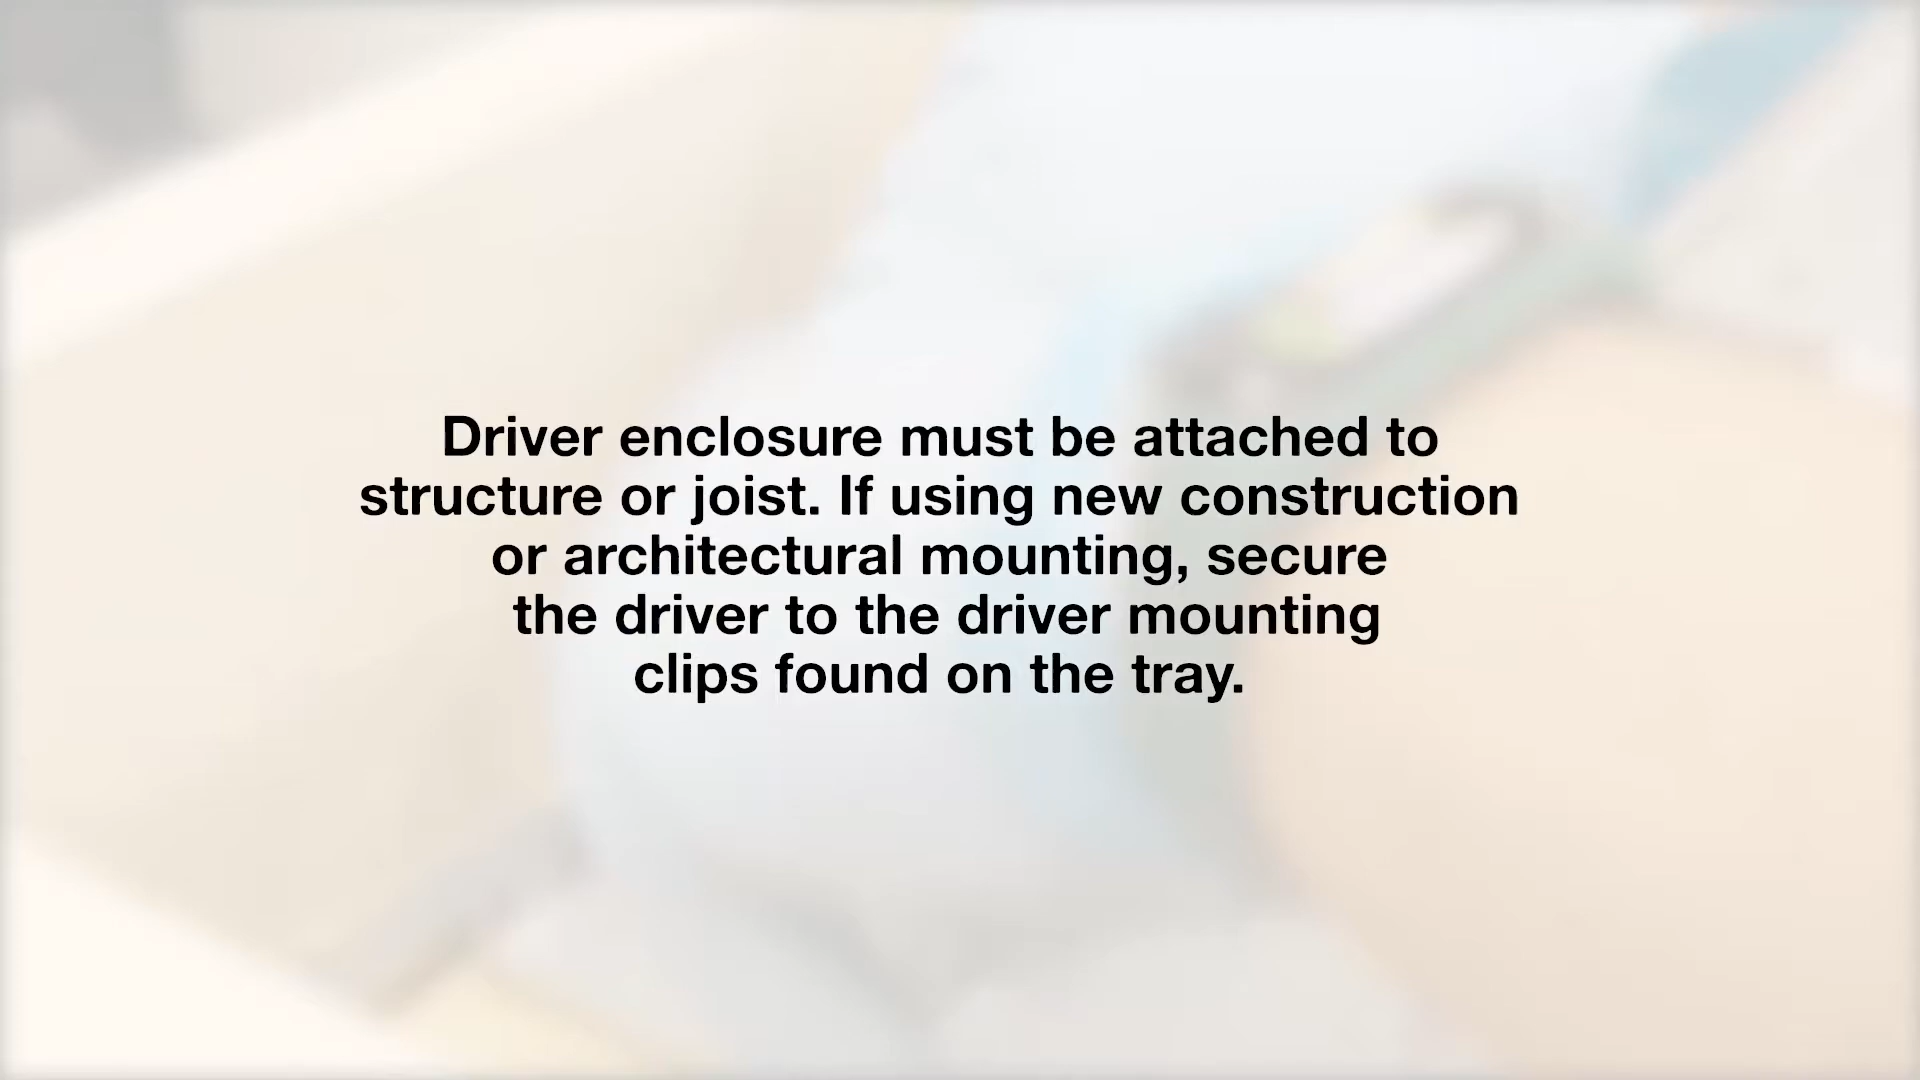 Driver enclosure must be attached to
structure or joist. If using new construction
or architectural mounting, secure
the driver to the driver mounting
clips found on the tray.